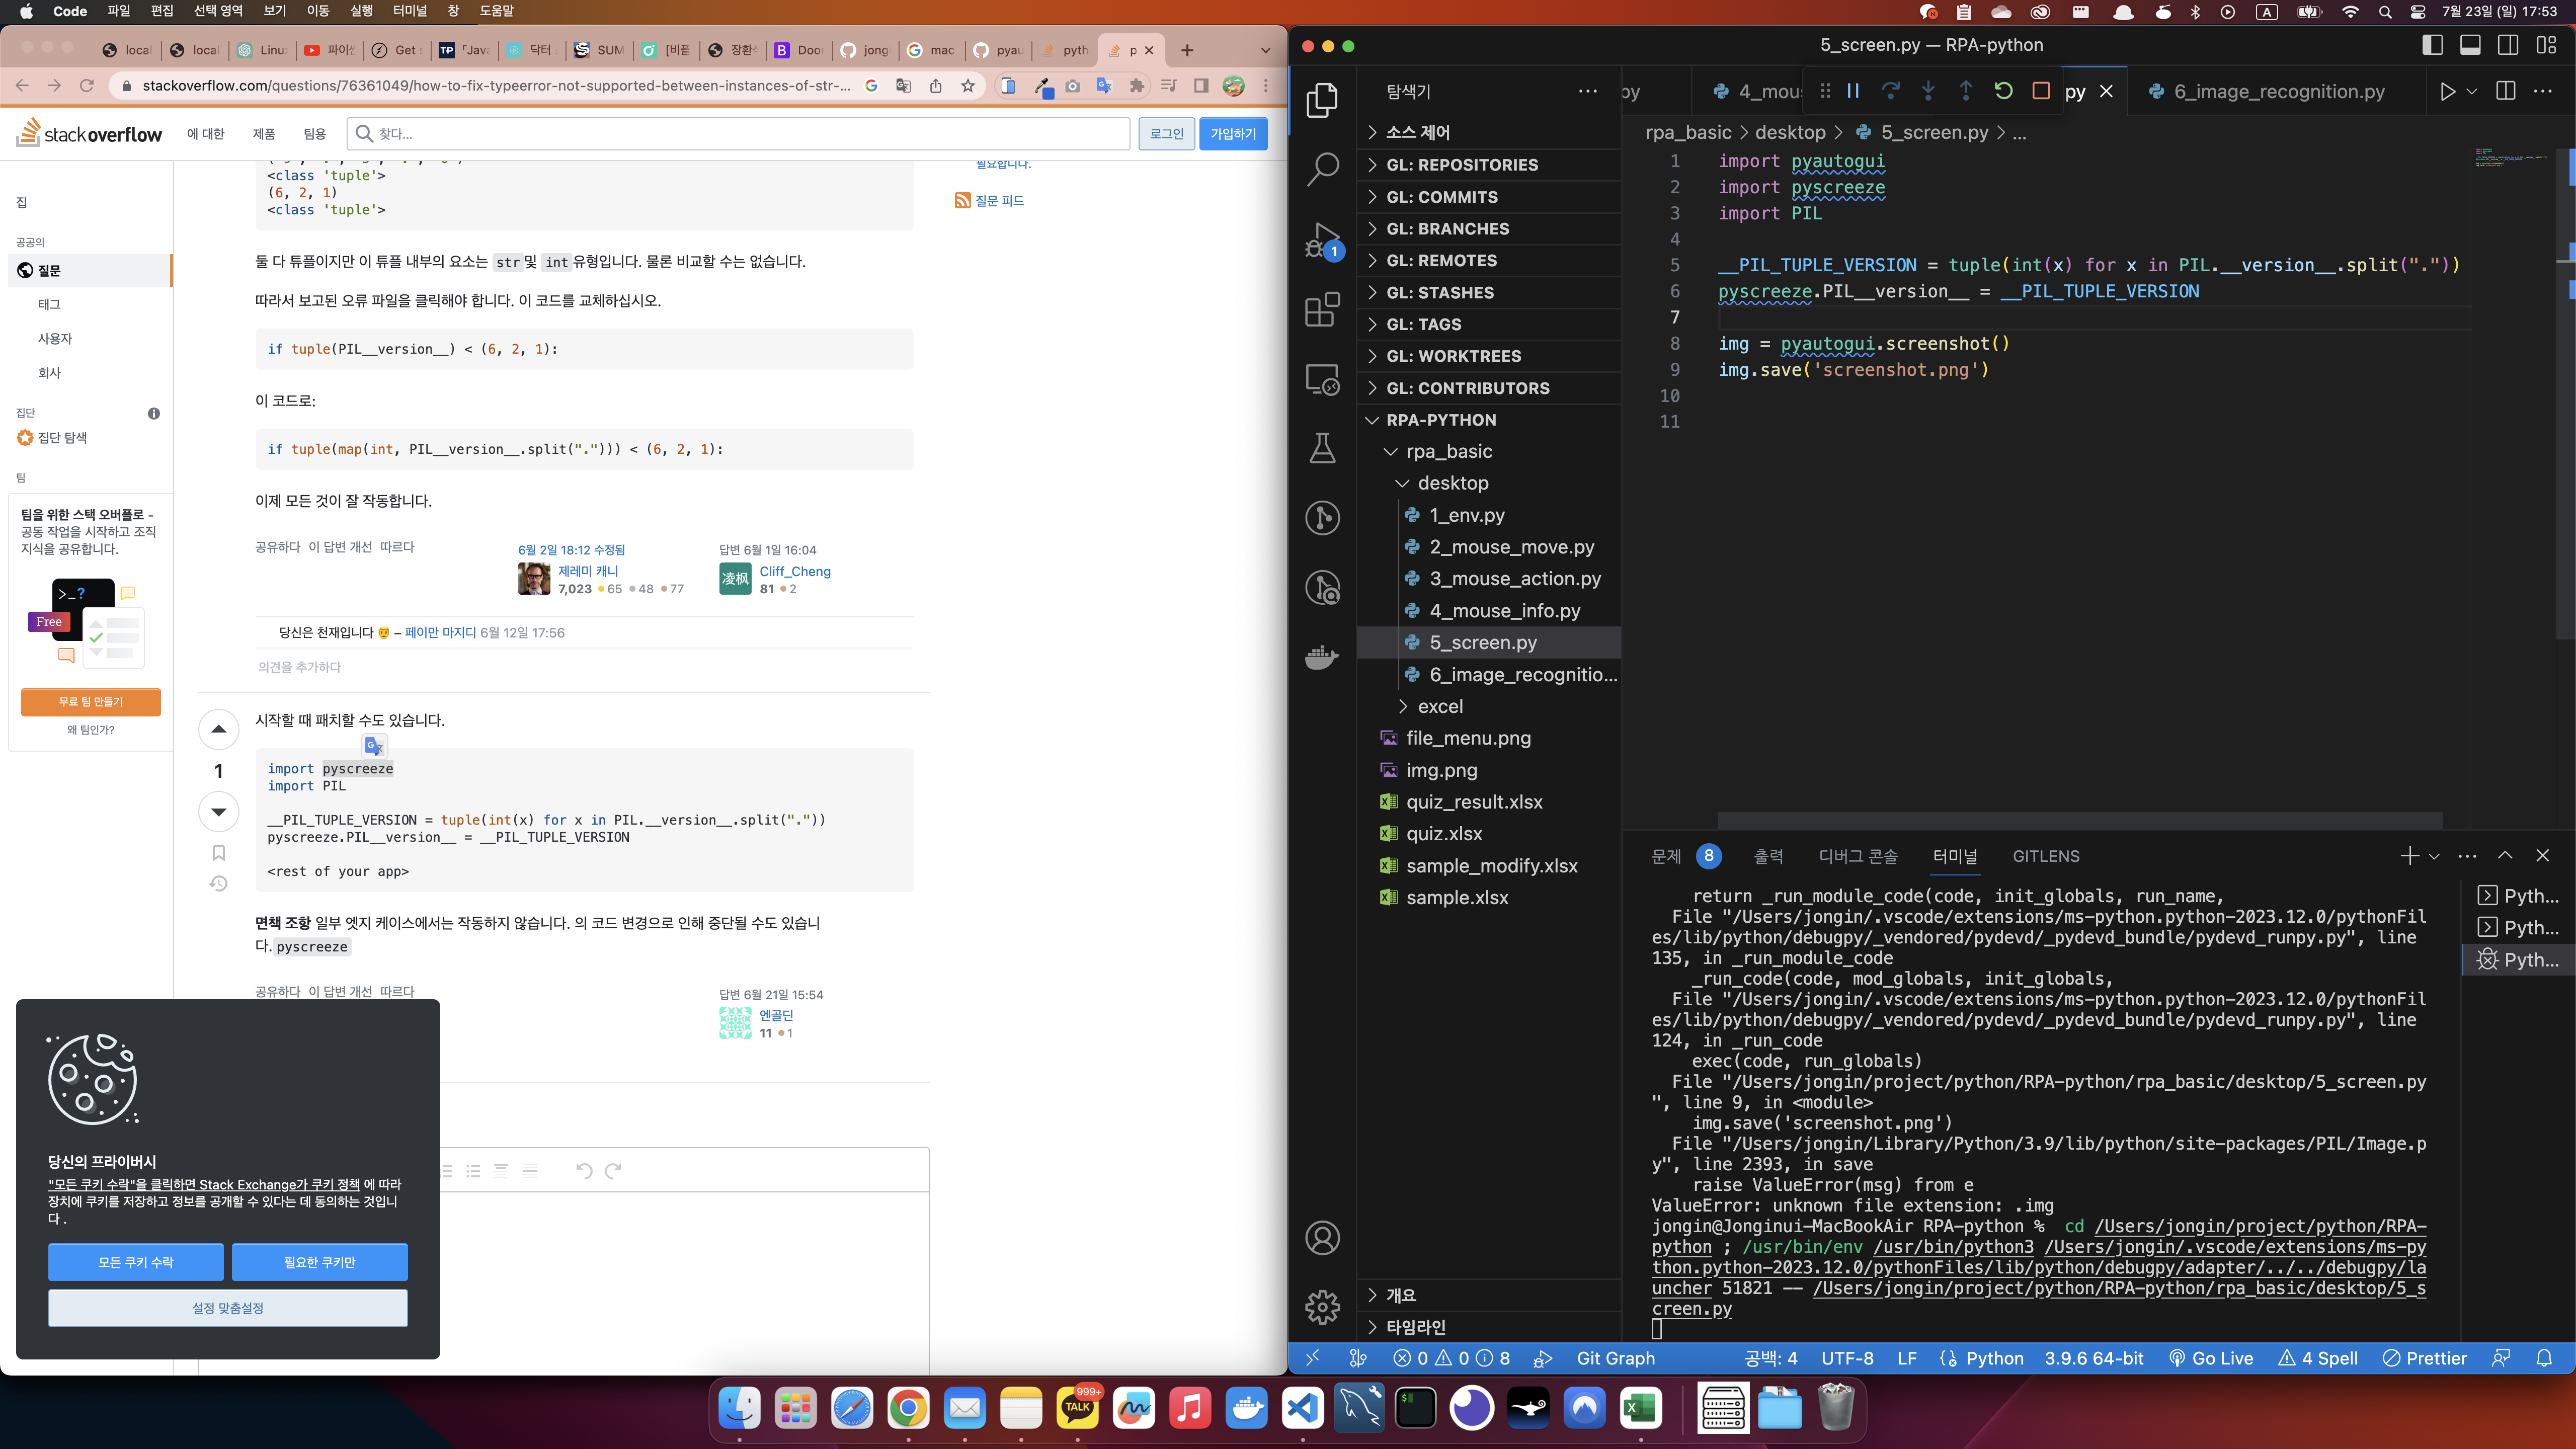 Code 파일 편집 선택 영역 보기 이동 실행 터미널 창 도움말
A 7월 23일 (일) 17:53
local
local
Linux
파이썬
Get s
TP 「Java
닥터
SUM
[비플
장환
B Door
jong
mac
pyau
pyth
p
stackoverflow.com/questions/76361049/how-to-fix-typeerror-not-supported-between-instances-of-str-...
stackoverflow 에 대한 제품 팀용 찾다... 로그인 가입하기
집
공공의
질문
태그
사용자
회사
집단
집단 탐색
팀
팀을 위한 스택 오버플로 -
공동 작업을 시작하고 조직
지식을 공유합니다.
>_?
Free
무료 팀 만들기
왜 팀인가?
<class 'tuple'>
(6, 2, 1)
<class 'tuple'>
필요합니다.
질문 피드
둘 다 튜플이지만 이 튜플 내부의 요소는 str 및 int 유형입니다. 물론 비교할 수는 없습니다.
따라서 보고된 오류 파일을 클릭해야 합니다. 이 코드를 교체하십시오.
if tuple(PIL__version__) < (6, 2, 1):
이 코드로:
if tuple(map(int, PIL__version__.split("."))) < (6, 2, 1):
이제 모든 것이 잘 작동합니다.
공유하다 이 답변 개선 따르다
6월 2일 18:12 수정됨
제레미 캐니
7,023 65 48 77
답변 6월 1일 16:04
凌枫 Cliff_Cheng
81 2
당신은 천재입니다 – 페이만 마지디 6월 12일 17:56
의견을 추가하다
1
시작할 때 패치할 수도 있습니다.
import pyscreeze
import PIL
__PIL_TUPLE_VERSION = tuple(int(x) for x in PIL.__version__.split("."))
pyscreeze.PIL__version__ = __PIL_TUPLE_VERSION
<rest of your app>
면책 조항 일부 엣지 케이스에서는 작동하지 않습니다. 의 코드 변경으로 인해 중단될 수도 있습니
다. pyscreeze
공유하다 이 답변 개선 따르다
답변 6월 21일 15:54
엔골딘
11 1
당신의 프라이버시
"모든 쿠키 수락"을 클릭하면 Stack Exchange가 쿠키 정책 에 따라
장치에 쿠키를 저장하고 정보를 공개할 수 있다는 데 동의하는 것입니
다 .
모든 쿠키 수락
필요한 쿠키만
설정 맞춤설정
5_screen.py — RPA-python
탐색기
소스 제어
GL: REPOSITORIES
GL: COMMITS
GL: BRANCHES
GL: REMOTES
GL: STASHES
GL: TAGS
GL: WORKTREES
GL: CONTRIBUTORS
RPA-PYTHON
rpa_basic
desktop
1_env.py
2_mouse_move.py
3_mouse_action.py
4_mouse_info.py
5_screen.py
6_image_recognitio...
excel
file_menu.png
img.png
quiz_result.xlsx
quiz.xlsx
sample_modify.xlsx
sample.xlsx
개요
타임라인
1
py 4_mou py 6_image_recognition.py
rpa_basic > desktop > 5_screen.py > ...
1 import pyautogui
2 import pyscreeze
3 import PIL
4
5 __PIL_TUPLE_VERSION = tuple(int(x) for x in PIL.__version__.split("."))
6 pyscreeze.PIL__version__ = __PIL_TUPLE_VERSION
7
8 img = pyautogui.screenshot()
9 img.save('screenshot.png')
10
11
문제 8 출력 디버그 콘솔 터미널 GITLENS
return _run_module_code(code, init_globals, run_name,
File "/Users/jongin/.vscode/extensions/ms-python.python-2023.12.0/pythonFil
es/lib/python/debugpy/_vendored/pydevd/_pydevd_bundle/pydevd_runpy.py", line
135, in _run_module_code
_run_code(code, mod_globals, init_globals,
File "/Users/jongin/.vscode/extensions/ms-python.python-2023.12.0/pythonFil
es/lib/python/debugpy/_vendored/pydevd/_pydevd_bundle/pydevd_runpy.py", line
124, in _run_code
exec(code, run_globals)
File "/Users/jongin/project/python/RPA-python/rpa_basic/desktop/5_screen.py
", line 9, in <module>
img.save('screenshot.png')
File "/Users/jongin/Library/Python/3.9/lib/python/site-packages/PIL/Image.p
y", line 2393, in save
raise ValueError(msg) from e
ValueError: unknown file extension: .img
jongin@Jonginui-MacBookAir RPA-python % cd /Users/jongin/project/python/RPA-
python ; /usr/bin/env /usr/bin/python3 /Users/jongin/.vscode/extensions/ms-py
thon.python-2023.12.0/pythonFiles/lib/python/debugpy/adapter/../../debugpy/la
uncher 51821 -- /Users/jongin/project/python/RPA-python/rpa_basic/desktop/5_s
creen.py
Pyth...
Pyth...
Pyth...
0 0 8 Git Graph 공백: 4 UTF-8 LF Python 3.9.6 64-bit Go Live 4 Spell Prettier
999+
TALK